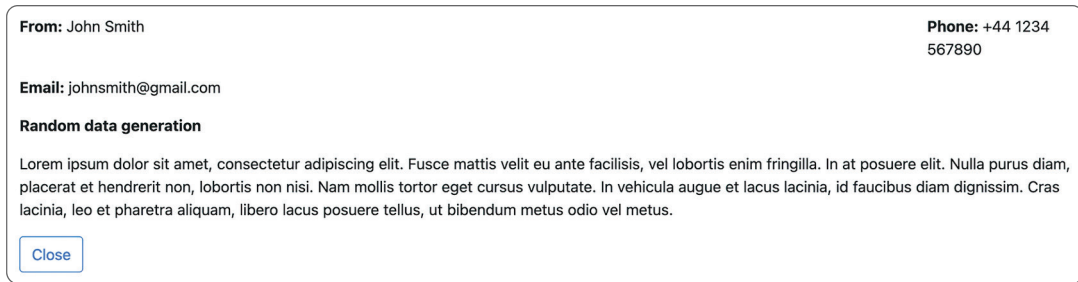 From: John Smith
Phone: +44 1234
567890
Email: johnsmith@gmail.com
Random data generation
Lorem ipsum dolor sit amet, consectetur adipiscing elit. Fusce mattis velit eu ante facilisis, vel lobortis enim fringilla. In at posuere elit. Nulla purus diam,
placerat et hendrerit non, lobortis non nisi. Nam mollis tortor eget cursus vulputate. In vehicula augue et lacus lacinia, id faucibus diam dignissim. Cras
lacinia, leo et pharetra aliquam, libero lacus posuere tellus, ut bibendum metus odio vel metus.
Close